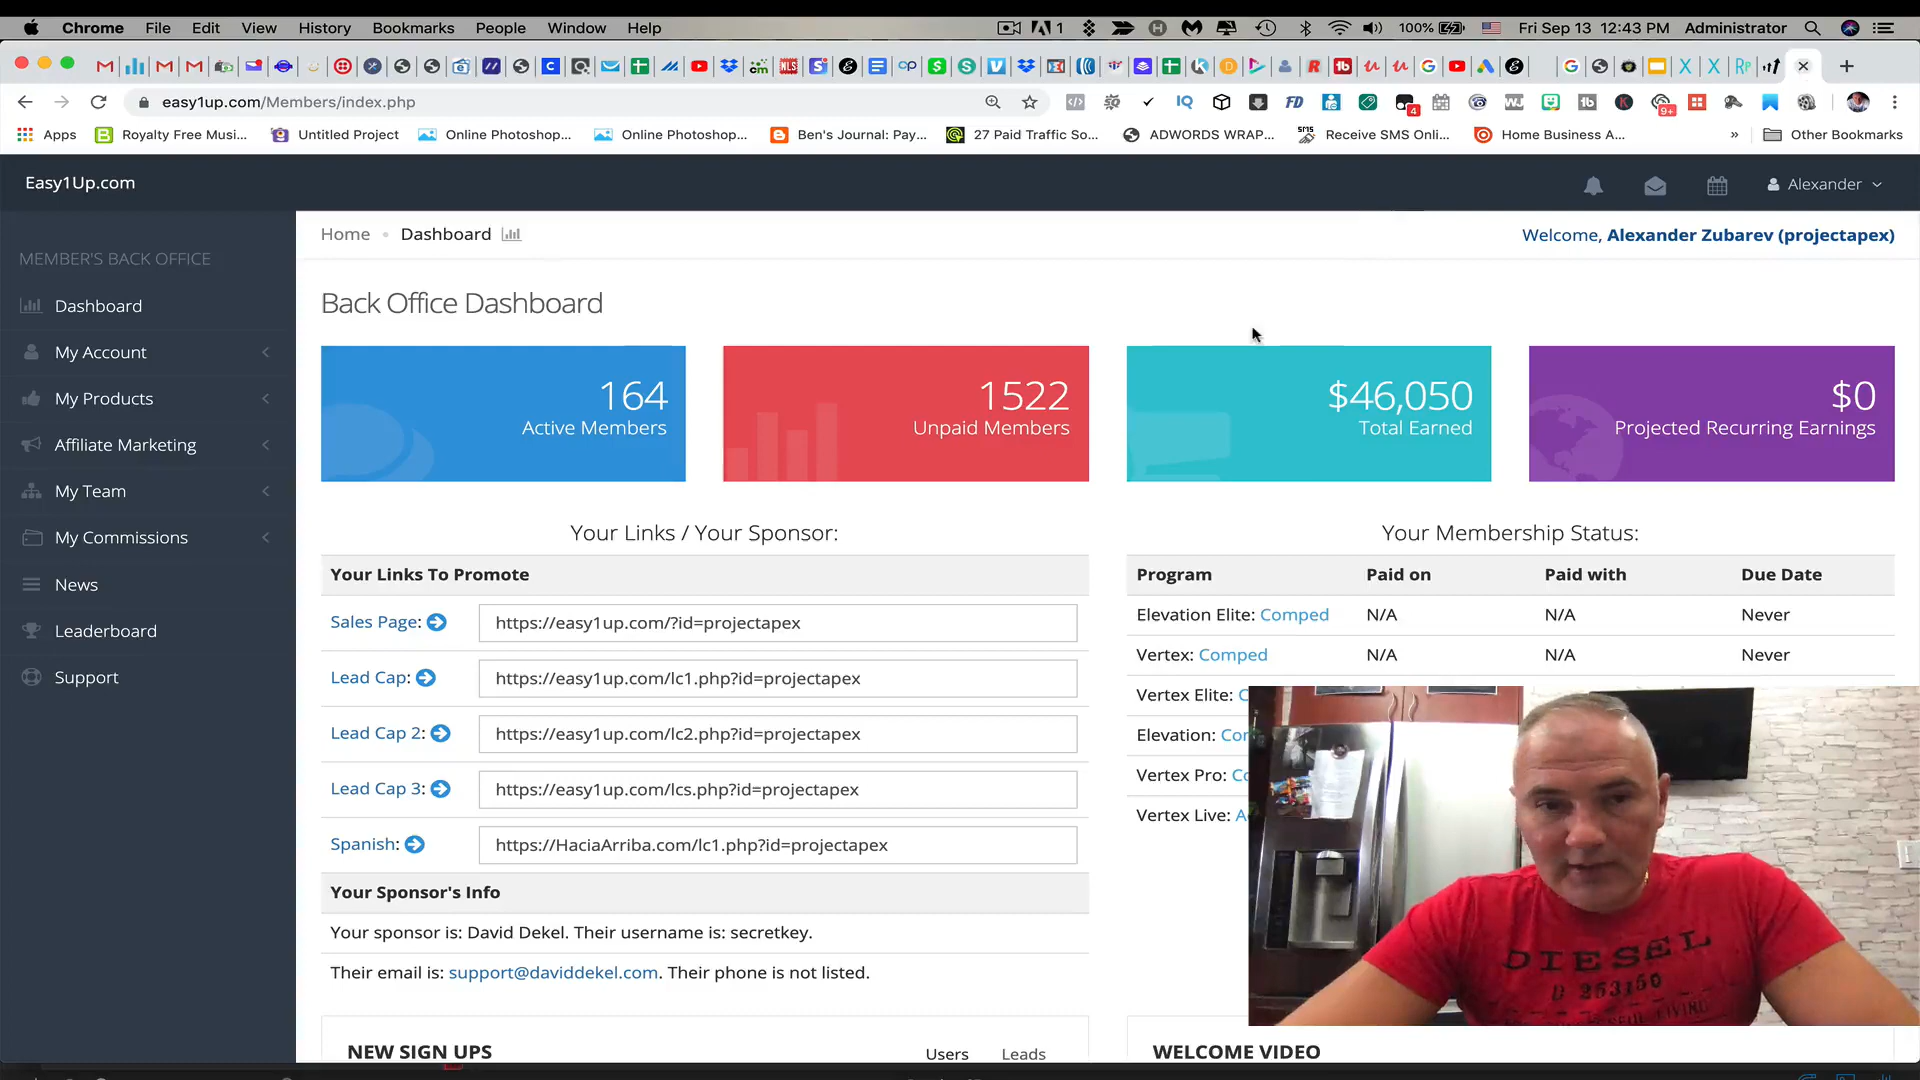 Chrome File Edit View History Bookmarks People Window Help 1 100% Fri Sep 13 12:43 PM Administrator
easy1up.com/Members/index.php
Apps Royalty Free Musi... Untitled Project Online Photoshop... Online Photoshop... Ben's Journal: Pay... 27 Paid Traffic So... ADWORDS WRAP... Receive SMS Onli... Home Business A... » Other Bookmarks
Easy1Up.com
Alexander
Home • Dashboard
Welcome, Alexander Zubarev (projectapex)
MEMBER'S BACK OFFICE
Dashboard
My Account
My Products
Affiliate Marketing
My Team
My Commissions
News
Leaderboard
Support
Back Office Dashboard
164
Active Members
1522
Unpaid Members
$46,050
Total Earned
$0
Projected Recurring Earnings
Your Links / Your Sponsor:
Your Links To Promote
Sales Page: https://easy1up.com/?id=projectapex
Lead Cap: https://easy1up.com/lc1.php?id=projectapex
Lead Cap 2: https://easy1up.com/lc2.php?id=projectapex
Lead Cap 3: https://easy1up.com/lcs.php?id=projectapex
Spanish: https://HaciaArriba.com/lc1.php?id=projectapex
Your Sponsor's Info
Your sponsor is: David Dekel. Their username is: secretkey.
Their email is: support@daviddekel.com. Their phone is not listed.
Your Membership Status:
Program Paid on Paid with Due Date
Elevation Elite: Comped N/A N/A Never
Vertex: Comped N/A N/A Never
Vertex Elite: C
Elevation: Co
Vertex Pro: C
Vertex Live: A
DIESEL
D 253150
NEW SIGN UPS
Users Leads
WELCOME VIDEO